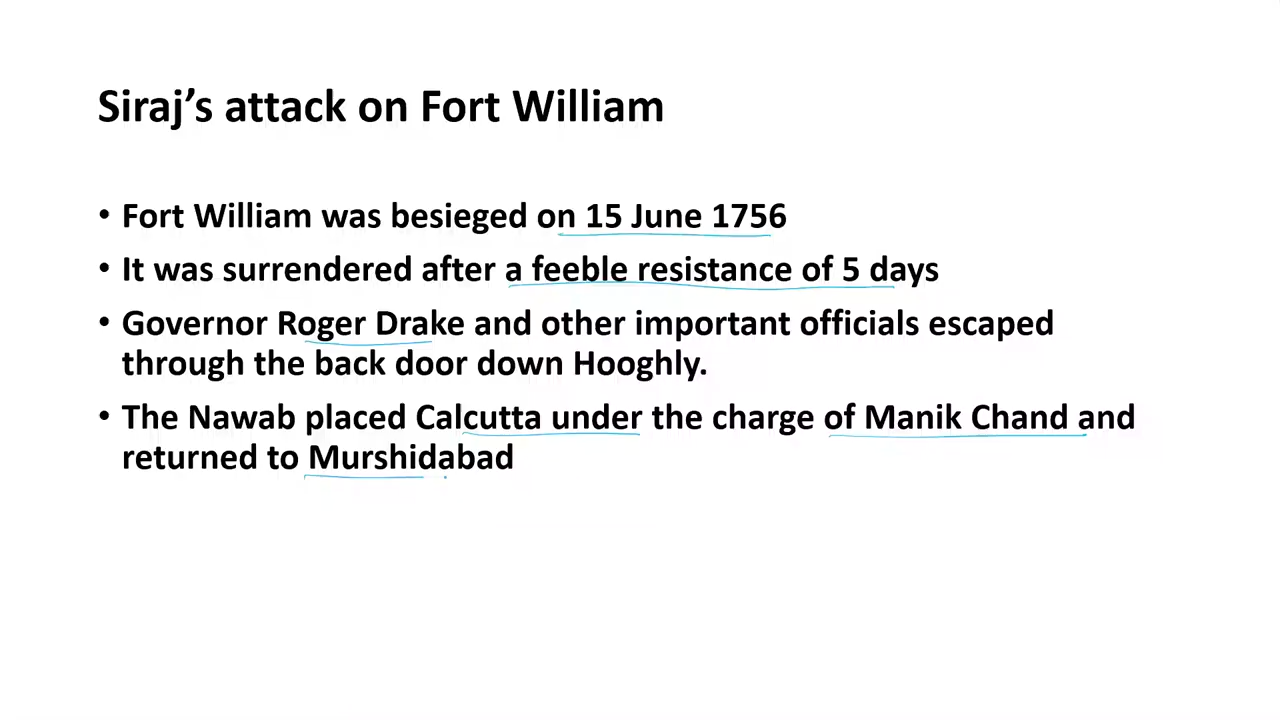 Siraj’s attack on Fort William
• Fort William was besieged on 15 June 1756
• It was surrendered after a feeble resistance of 5 days
• Governor Roger Drake and other important officials escaped
through the back door down Hooghly.
• The Nawab placed Calcutta under the charge of Manik Chand and
returned to Murshidabad